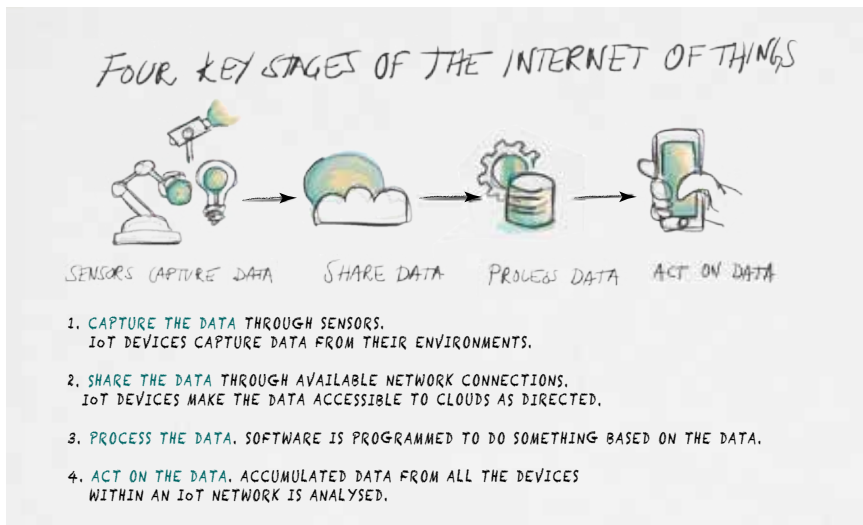 FOUR KEY STAGES OF THE INTERNET OF THINGS
SENSORS CAPTURE DATA
SHARE DATA
PROCESS DATA
ACT ON DATA
1. CAPTURE THE DATA THROUGH SENSORS.
IoT DEVICES CAPTURE DATA FROM THEIR ENVIRONMENTS.
2. SHARE THE DATA THROUGH AVAILABLE NETWORK CONNECTIONS.
IoT DEVICES MAKE THE DATA ACCESSIBLE TO CLOUDS AS DIRECTED.
3. PROCESS THE DATA. SOFTWARE IS PROGRAMMED TO DO SOMETHING BASED ON THE DATA.
4. ACT ON THE DATA. ACCUMULATED DATA FROM ALL THE DEVICES
WITHIN AN IoT NETWORK IS ANALYSED.